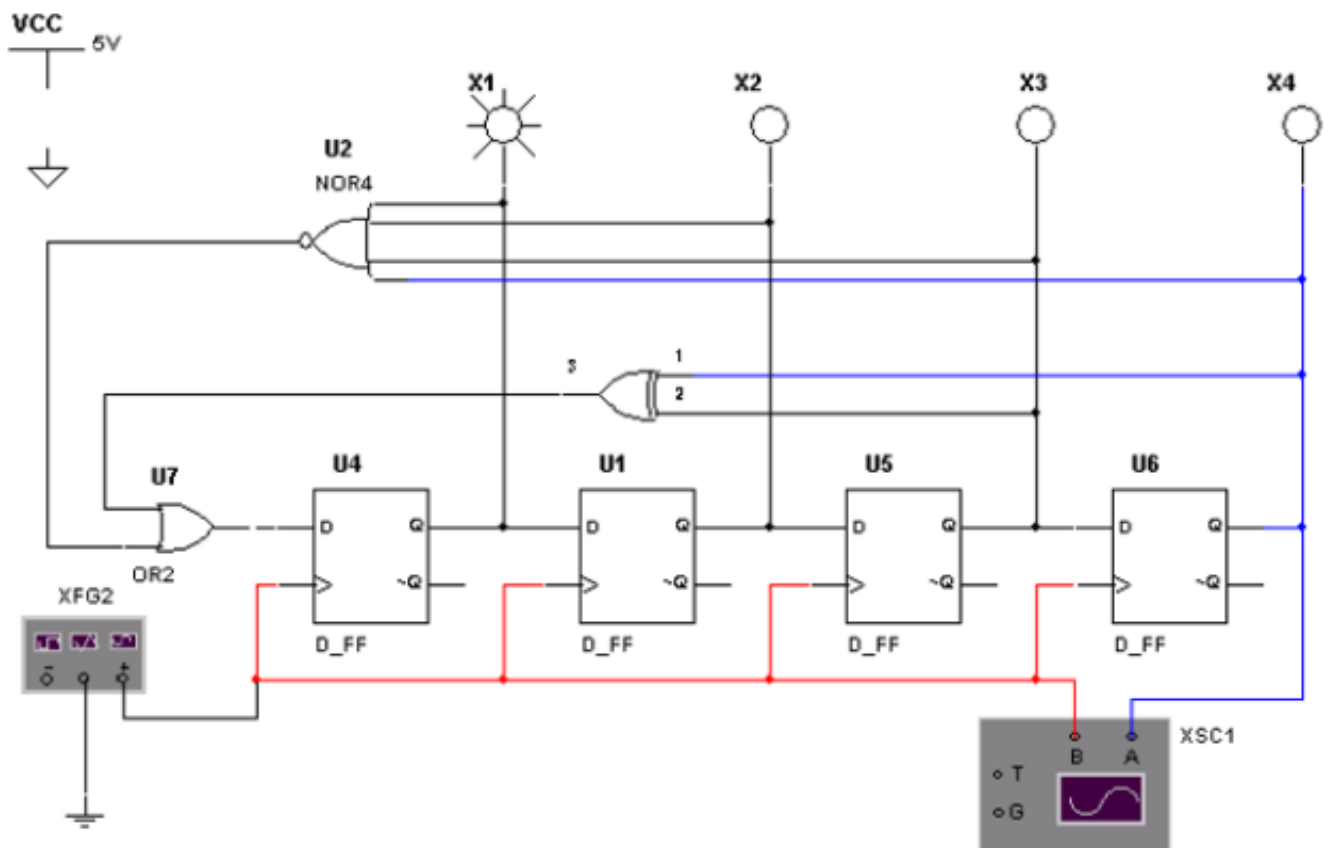 VCC
5V
X1
X2
X3
X4
U2
NOR4
1
2
U7
U4
U1
U5
U6
D Q
D Q
D Q
D Q
OR2
~Q
~Q
~Q
~Q
XFG2
D_FF
D_FF
D_FF
D_FF
- +
XSC1
B A
T
G